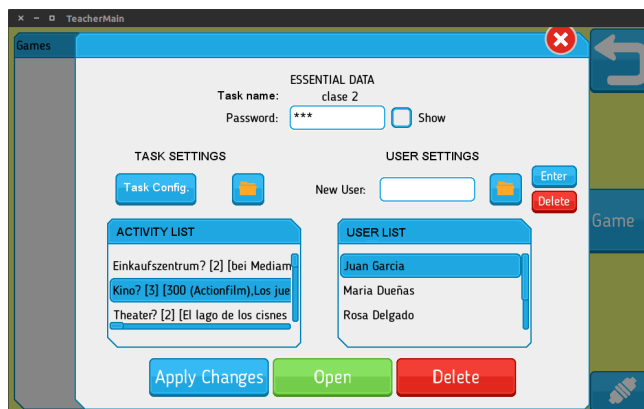 TeacherMain
Games
ESSENTIAL DATA
Task name: clase 2
Password: *** Show
TASK SETTINGS
USER SETTINGS
Task Config.
New User:
Enter
Delete
Game
ACTIVITY LIST
Einkaufszentrum? [2] [bei Mediam
Kino? [3] [300 (Actionfilm),Los jue
Theater? [2] [El lago de los cisnes
USER LIST
Juan Garcia
Maria Dueñas
Rosa Delgado
Apply Changes
Open
Delete